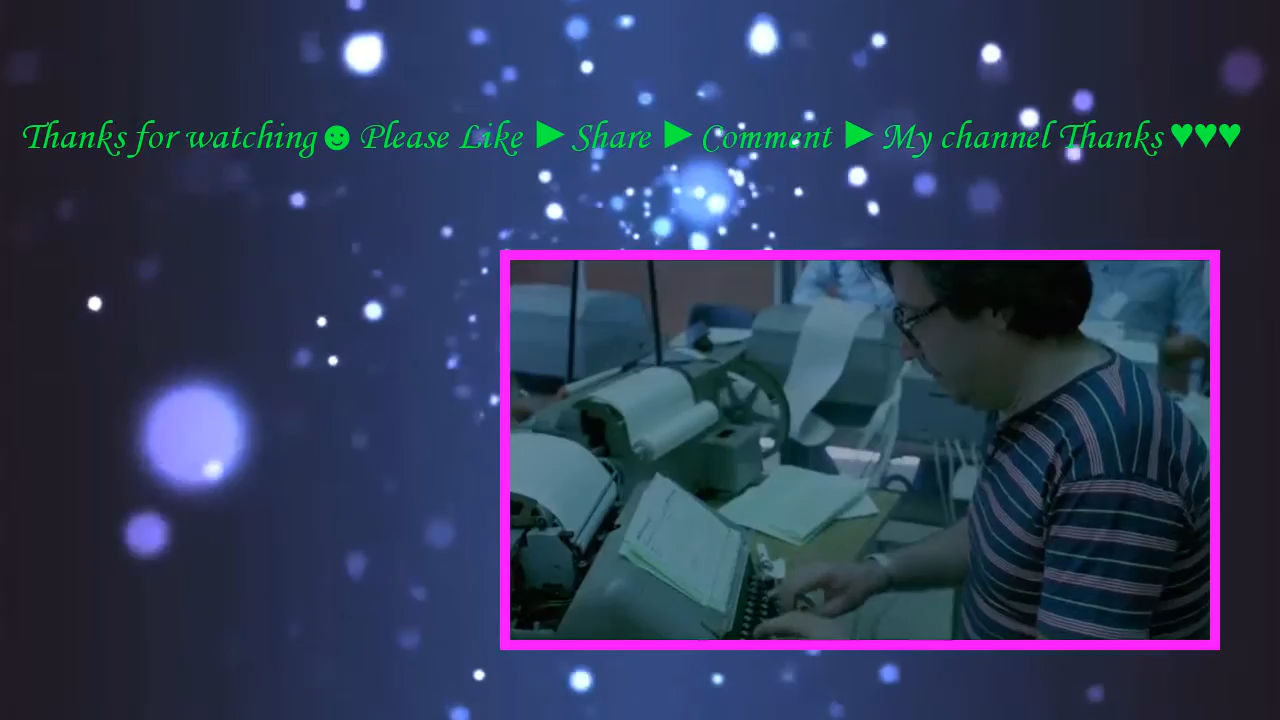 Thanks for watching☻Please Like ► Share ► Comment ► My channel Thanks♥♥♥